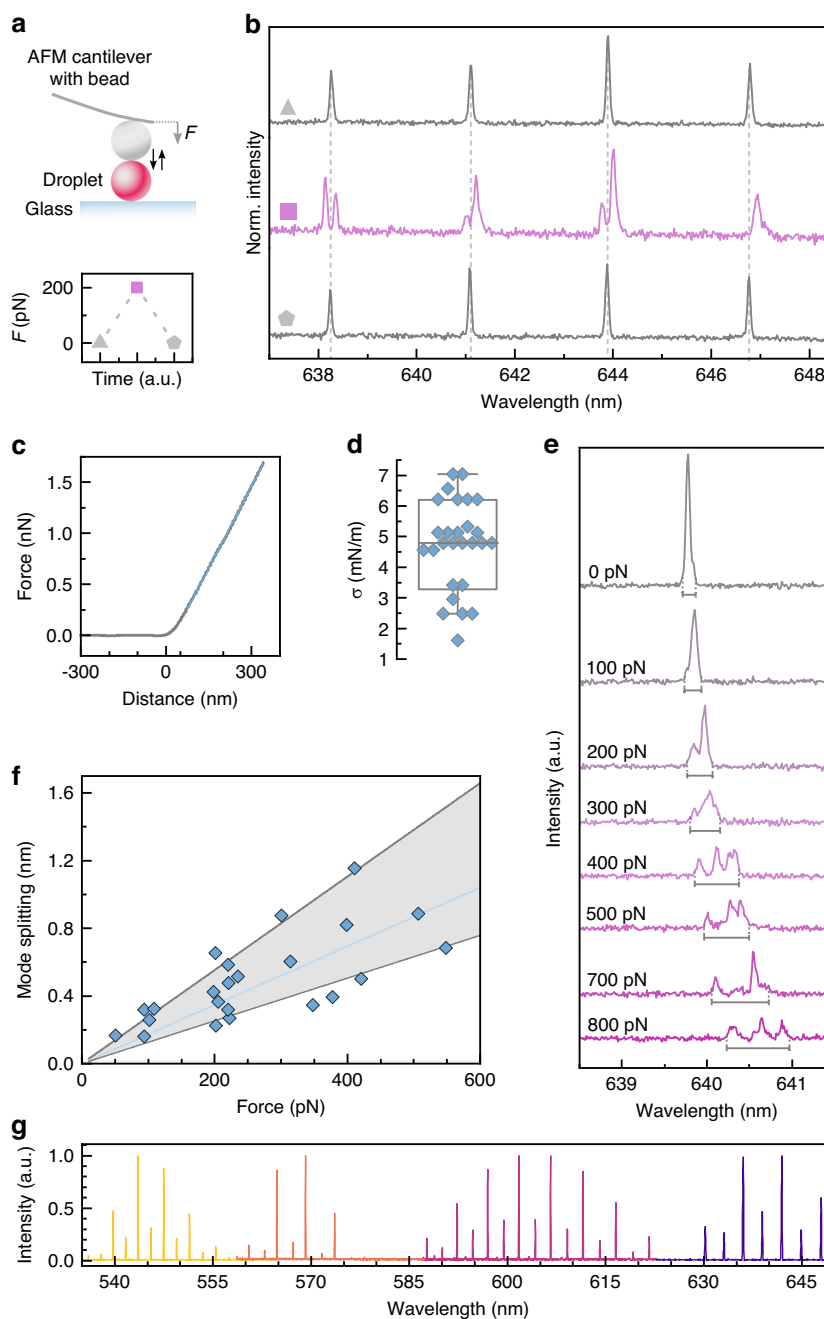 a
AFM cantilever
with bead
F
Droplet
Glass
200
0
F (pN)
Time (a.u.)
b
Norm. intensity
638 640 642 644 646 648
Wavelength (nm)
c
1.5
1.0
0.5
0.0
Force (nN)
-300 0 300
Distance (nm)
d
7
6
5
4
3
2
1
σ (mN/m)
e
0 pN
100 pN
200 pN
300 pN
400 pN
500 pN
700 pN
800 pN
Intensity (a.u.)
639 640 641
Wavelength (nm)
f
1.6
1.2
0.8
0.4
0.0
Mode splitting (nm)
0 200 400 600
Force (pN)
g
1.0
0.5
0.0
Intensity (a.u.)
540 555 570 585 600 615 630 645
Wavelength (nm)